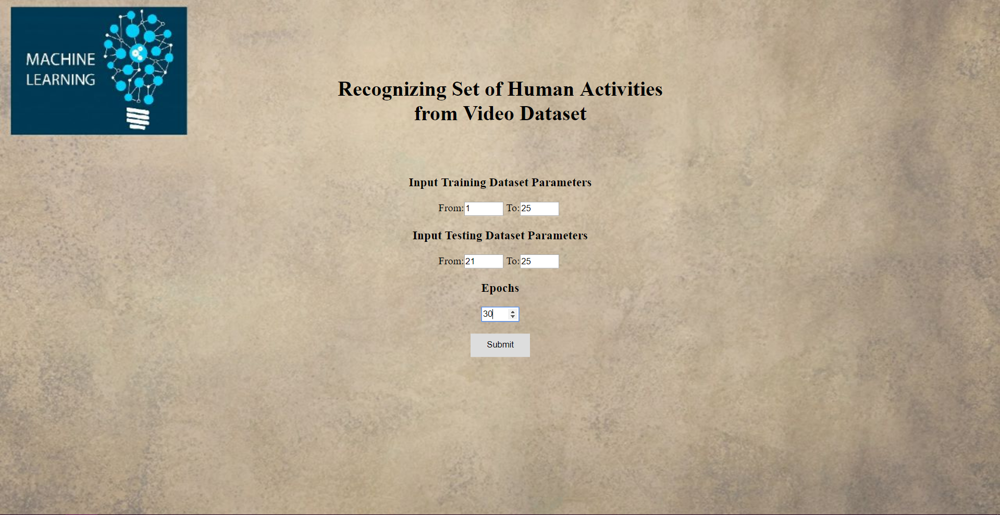 MACHINE
LEARNING
Recognizing Set of Human Activities
from Video Dataset
Input Training Dataset Parameters
From: 1 To: 25
Input Testing Dataset Parameters
From: 21 To: 25
Epochs
30
Submit